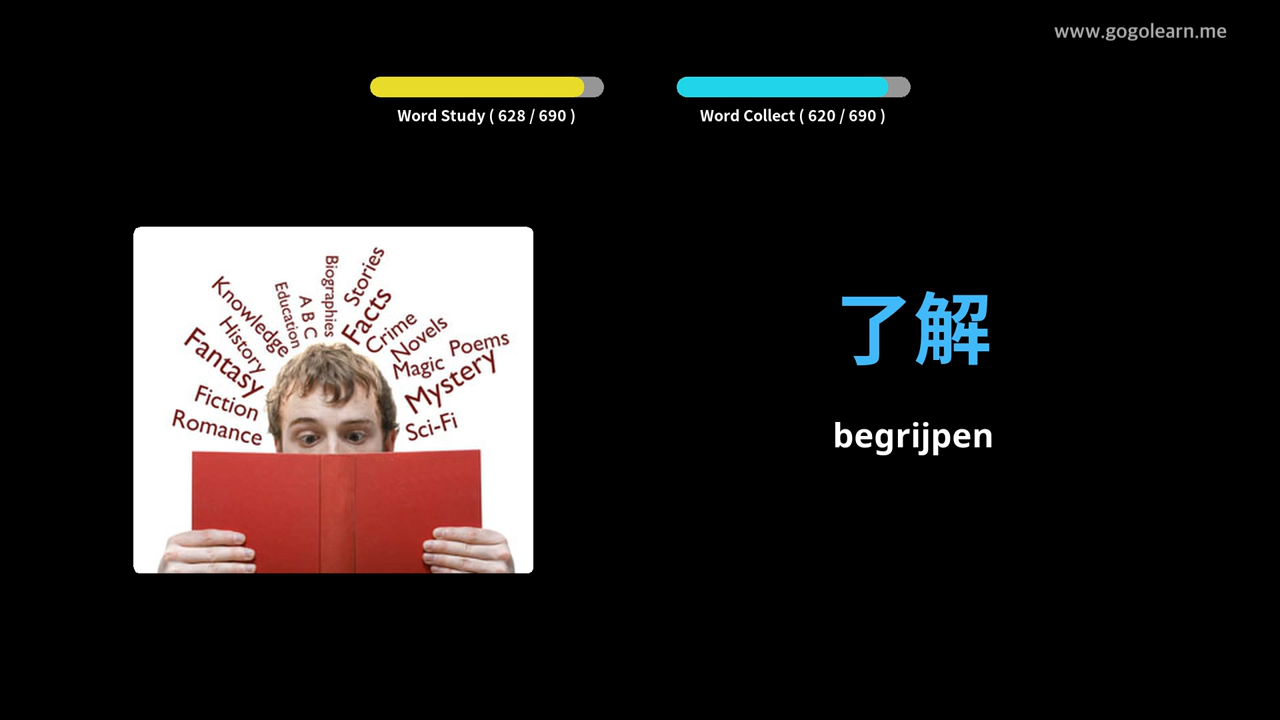 www.gogolearn.me
Word Study ( 628 / 690 )
Word Collect ( 620 / 690 )
Romance
Fiction
Fantasy
History
Knowledge
Education
A B C
Biographies
Stories
Facts
Crime
Novels
Magic
Poems
Mystery
Sci-Fi
了解
begrijpen